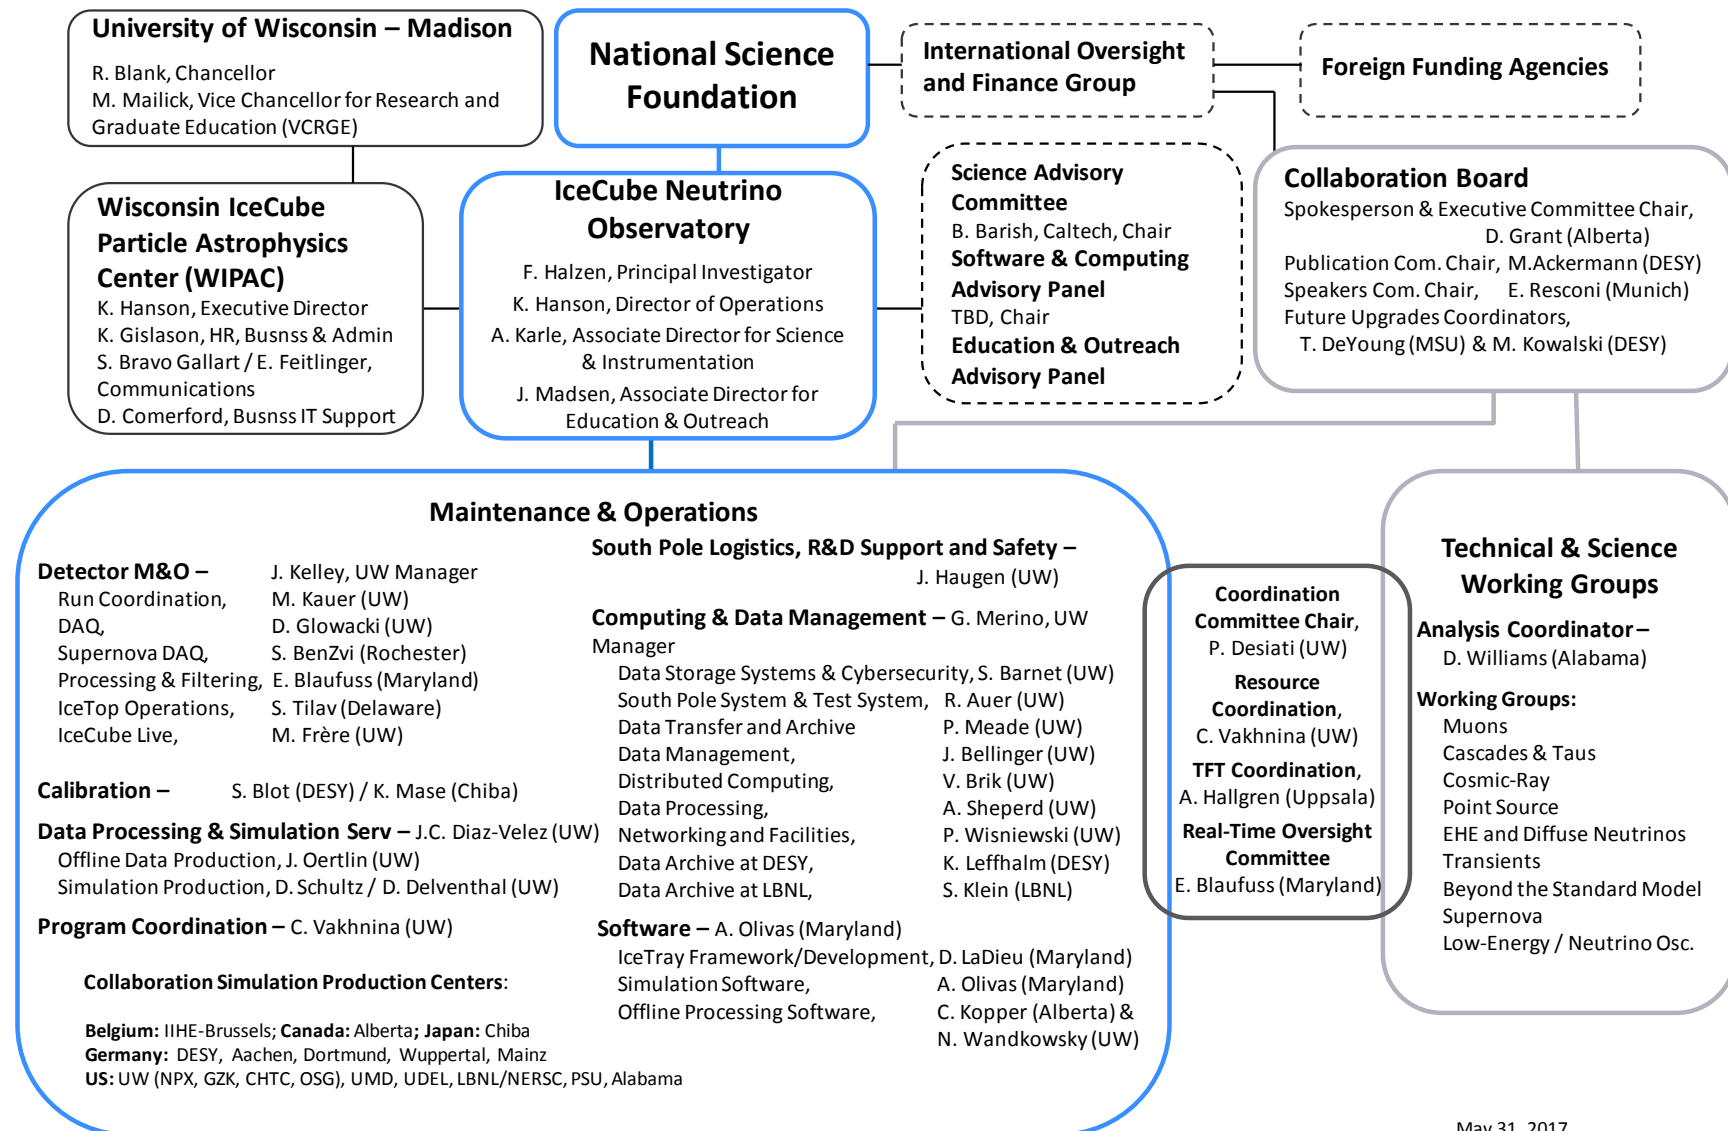 University of Wisconsin – Madison
R. Blank, Chancellor
M. Mailick, Vice Chancellor for Research and
Graduate Education (VCRGE)
National Science
Foundation
International Oversight
and Finance Group
Foreign Funding Agencies
Wisconsin IceCube
Particle Astrophysics
Center (WIPAC)
K. Hanson, Executive Director
K. Gislason, HR, Busnss & Admin
S. Bravo Gallart / E. Feitlinger,
Communications
D. Comerford, Busnss IT Support
IceCube Neutrino
Observatory
F. Halzen, Principal Investigator
K. Hanson, Director of Operations
A. Karle, Associate Director for Science
& Instrumentation
J. Madsen, Associate Director for
Education & Outreach
Science Advisory
Committee
B. Barish, Caltech, Chair
Software & Computing
Advisory Panel
TBD, Chair
Education & Outreach
Advisory Panel
Collaboration Board
Spokesperson & Executive Committee Chair,
D. Grant (Alberta)
Publication Com. Chair, M.Ackermann (DESY)
Speakers Com. Chair, E. Resconi (Munich)
Future Upgrades Coordinators,
T. DeYoung (MSU) & M. Kowalski (DESY)
Maintenance & Operations
Detector M&O – J. Kelley, UW Manager
Run Coordination, M. Kauer (UW)
DAQ, D. Glowacki (UW)
Supernova DAQ, S. BenZvi (Rochester)
Processing & Filtering, E. Blaufuss (Maryland)
IceTop Operations, S. Tilav (Delaware)
IceCube Live, M. Frère (UW)
Calibration – S. Blot (DESY) / K. Mase (Chiba)
Data Processing & Simulation Serv – J.C. Diaz-Velez (UW)
Offline Data Production, J. Oertlin (UW)
Simulation Production, D. Schultz / D. Delventhal (UW)
Program Coordination – C. Vakhnina (UW)
Collaboration Simulation Production Centers:
Belgium: IIHE-Brussels; Canada: Alberta; Japan: Chiba
Germany: DESY, Aachen, Dortmund, Wuppertal, Mainz
US: UW (NPX, GZK, CHTC, OSG), UMD, UDEL, LBNL/NERSC, PSU, Alabama
South Pole Logistics, R&D Support and Safety –
J. Haugen (UW)
Computing & Data Management – G. Merino, UW
Manager
Data Storage Systems & Cybersecurity, S. Barnet (UW)
South Pole System & Test System, R. Auer (UW)
Data Transfer and Archive P. Meade (UW)
Data Management, J. Bellinger (UW)
Distributed Computing, V. Brik (UW)
Data Processing, A. Sheperd (UW)
Networking and Facilities, P. Wisniewski (UW)
Data Archive at DESY, K. Leffhalm (DESY)
Data Archive at LBNL, S. Klein (LBNL)
Software – A. Olivas (Maryland)
IceTray Framework/Development, D. LaDieu (Maryland)
Simulation Software, A. Olivas (Maryland)
Offline Processing Software, C. Kopper (Alberta) &
N. Wandkowsky (UW)
Coordination
Committee Chair,
P. Desiati (UW)
Resource
Coordination,
C. Vakhnina (UW)
TFT Coordination,
A. Hallgren (Uppsala)
Real-Time Oversight
Committee
E. Blaufuss (Maryland)
Technical & Science
Working Groups
Analysis Coordinator –
D. Williams (Alabama)
Working Groups:
Muons
Cascades & Taus
Cosmic-Ray
Point Source
EHE and Diffuse Neutrinos
Transients
Beyond the Standard Model
Supernova
Low-Energy / Neutrino Osc.
May 31, 2017